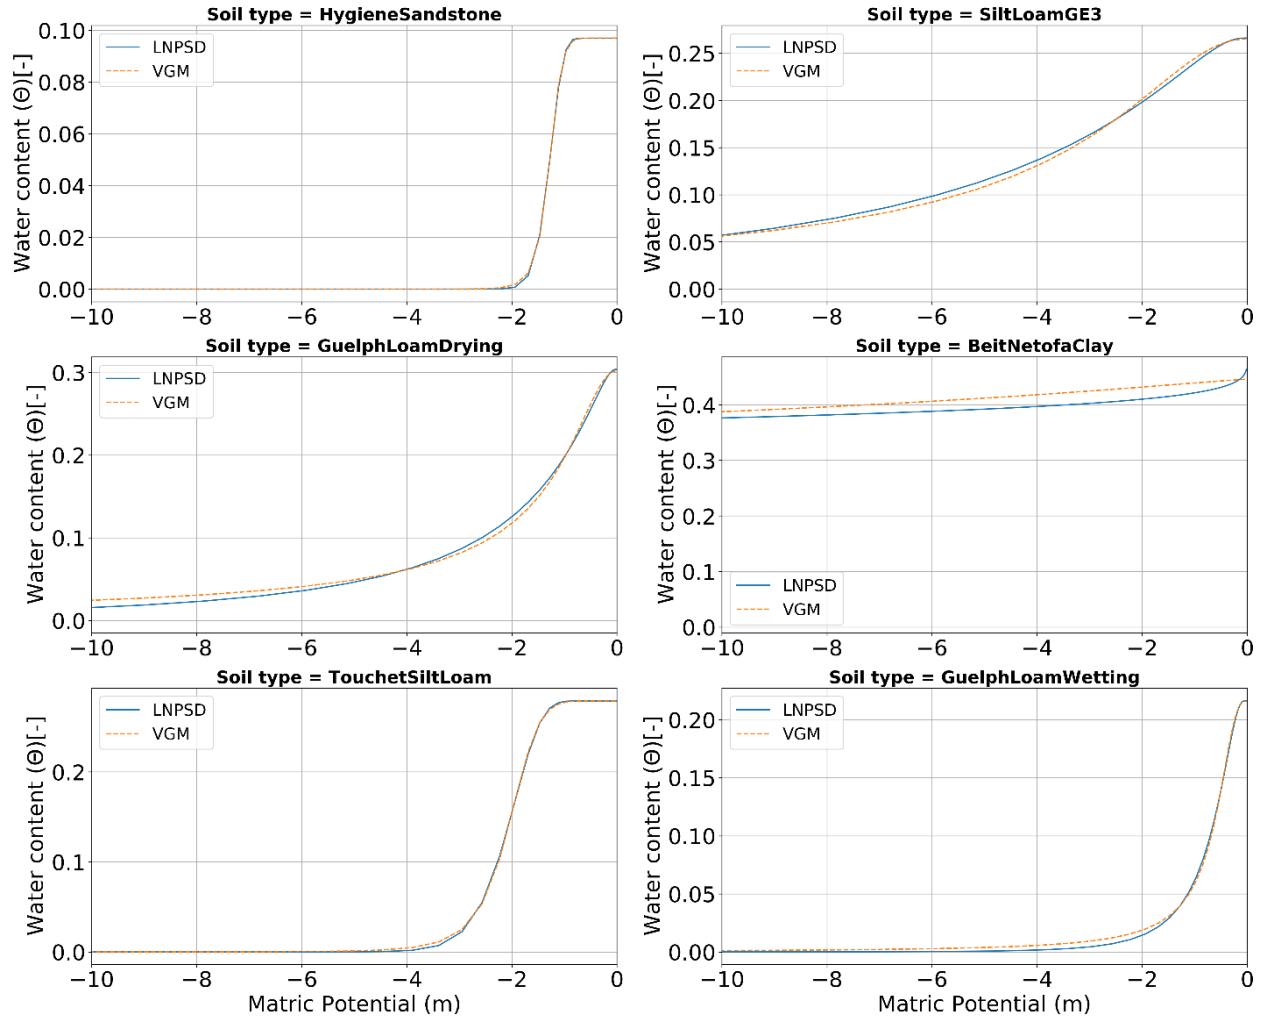 Soil type = HygieneSandstone
Water content (Θ)[-]
0.10
0.08
0.06
0.04
0.02
0.00
LNPSD
VGM
−10
−8
−6
−4
−2
0
Soil type = SiltLoamGE3
Water content (Θ)[-]
0.25
0.20
0.15
0.10
0.05
0.00
LNPSD
VGM
−10
−8
−6
−4
−2
0
Soil type = GuelphLoamDrying
Water content (Θ)[-]
0.3
0.2
0.1
0.0
LNPSD
VGM
−10
−8
−6
−4
−2
0
Soil type = BeitNetofaClay
Water content (Θ)[-]
0.4
0.4
0.3
0.2
0.2
0.1
0.1
0.0
LNPSD
VGM
−10
−8
−6
−4
−2
0
Soil type = TouchetSiltLoam
Water content (Θ)[-]
0.2
0.1
0.0
LNPSD
VGM
−10
−8
−6
−4
−2
0
Matric Potential (m)
Soil type = GuelphLoamWetting
Water content (Θ)[-]
0.20
0.15
0.10
0.05
0.00
LNPSD
VGM
−10
−8
−6
−4
−2
0
Matric Potential (m)